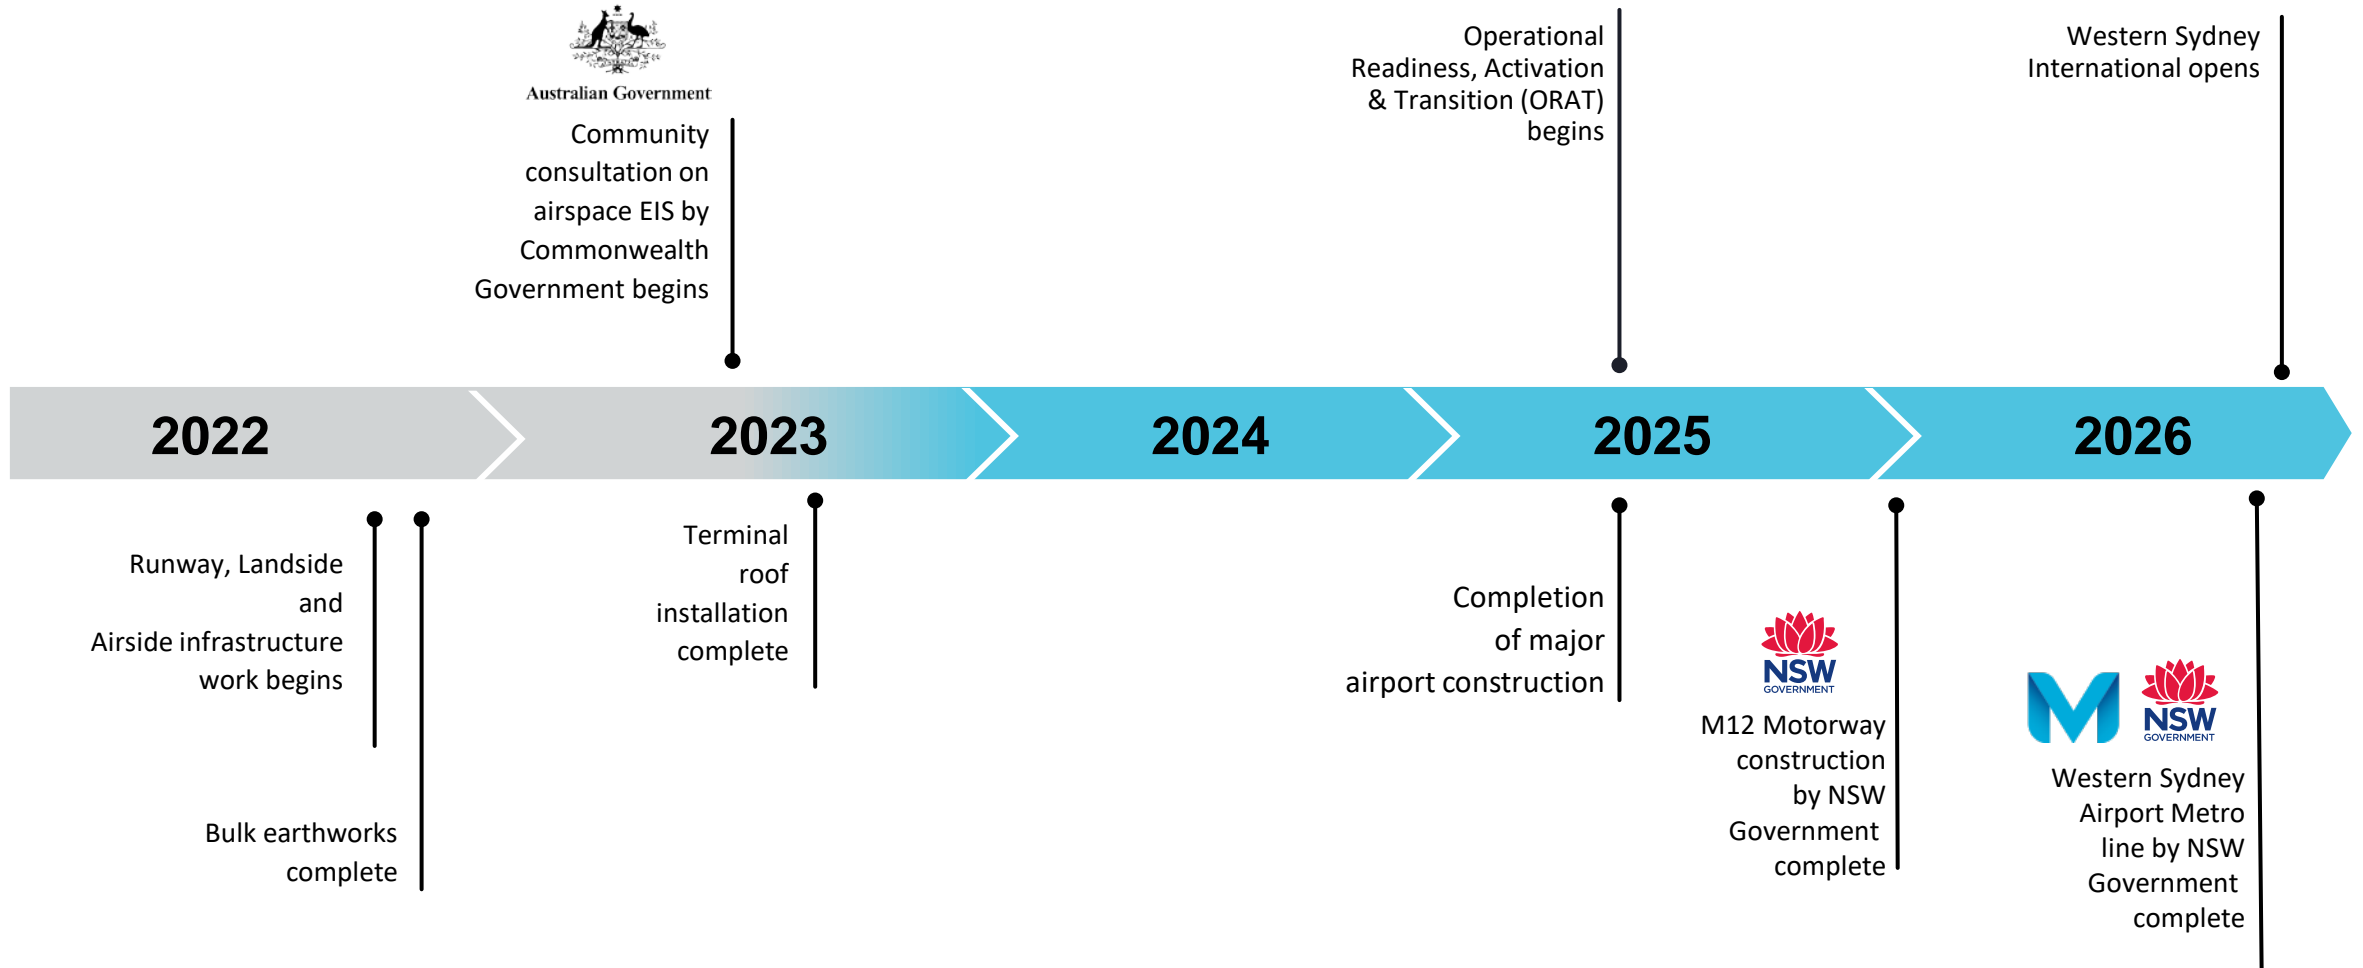 Australian Government
Community
consultation on
airspace EIS by
Commonwealth
Government begins
Operational
Readiness, Activation
& Transition (ORAT)
begins
Western Sydney
International opens
2022
2023
2024
2025
2026
Runway, Landside
and
Airside infrastructure
work begins
Bulk earthworks
complete
Terminal
roof
installation
complete
Completion
of major
airport construction
NSW
GOVERNMENT
M12 Motorway
construction
by NSW
Government
complete
M
NSW
GOVERNMENT
Western Sydney
Airport Metro
line by NSW
Government
complete